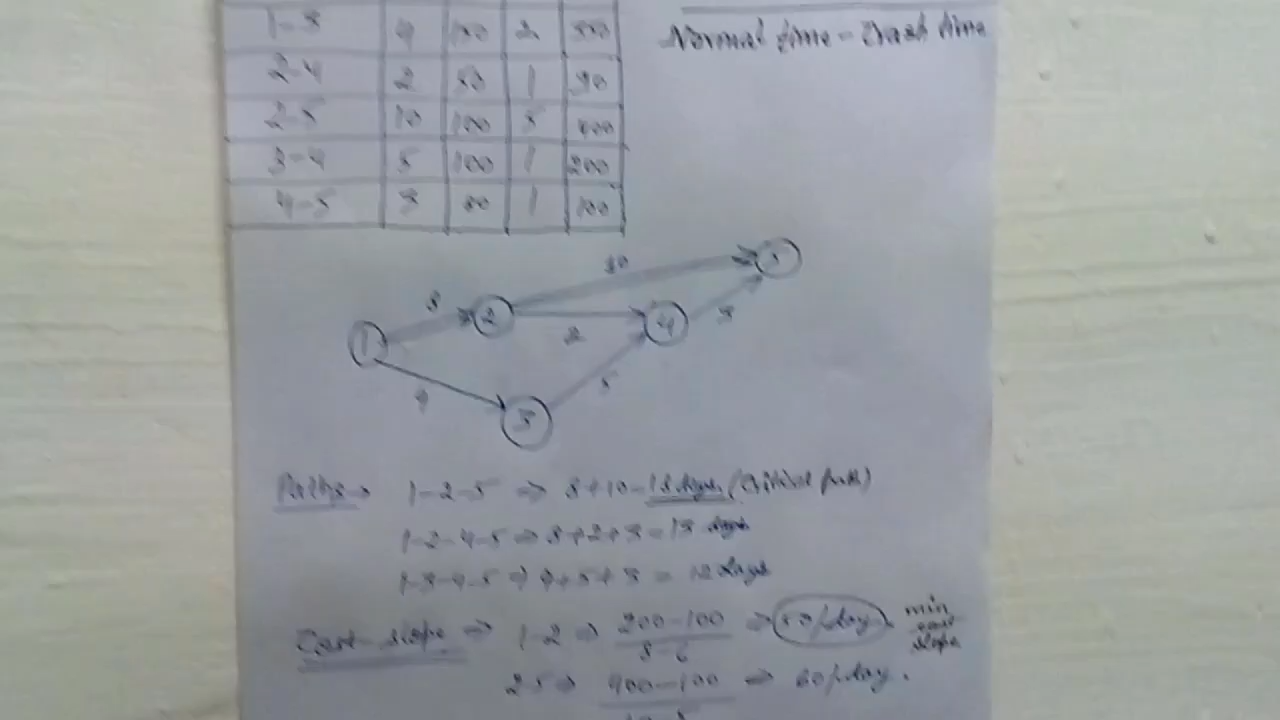 Normal time - Crash time
1-3 4 150 2 350
2-4 2 50 1 90
2-5 10 100 5 400
3-4 5 100 1 200
4-5 3 80 1 100
10
8
1 2 4 5
2
3
4
5
3
Paths → 1-2-5 ⇒ 8+10 = 18 days (Critical path)
1-2-4-5 ⇒ 8+2+3 = 13 days
1-3-4-5 ⇒ 4+5+3 = 12 days
Cost slope ⇒ 1-2 ⇒ 200-100 / 8-6 ⇒ 50/day. min cost slope
2-5 ⇒ 400-100 ⇒ 60/day.